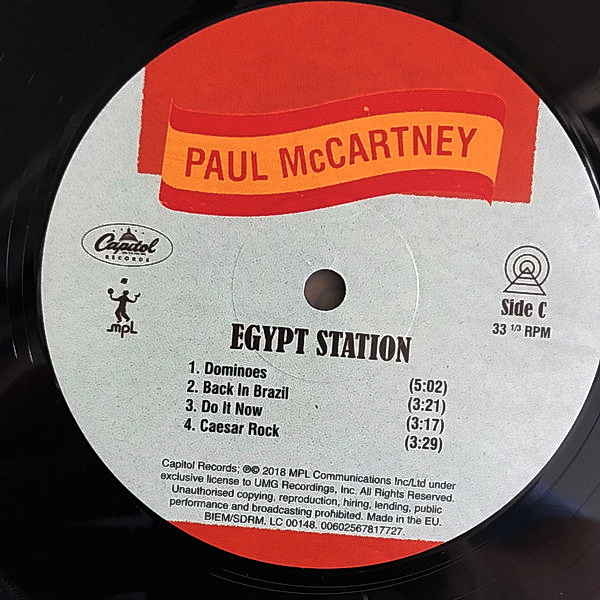 PAUL McCARTNEY
Capitol
RECORDS
mpl
Side C
33 1/3 RPM
EGYPT STATION
1. Dominoes (5:02)
2. Back In Brazil (3:21)
3. Do It Now (3:17)
4. Caesar Rock (3:29)
Capitol Records; ℗© 2018 MPL Communications Inc/Ltd under
exclusive license to UMG Recordings, Inc. All Rights Reserved.
Unauthorised copying, reproduction, hiring, lending, public
performance and broadcasting prohibited. Made in the EU.
BIEM/SDRM. LC 00148. 00602567817727.